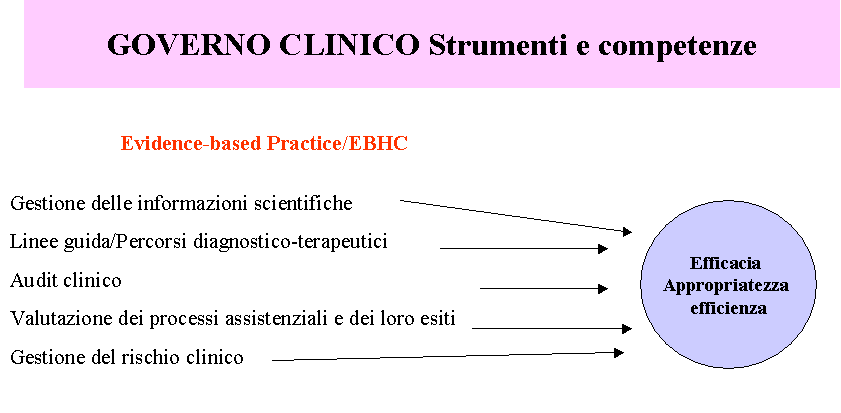 GOVERNO CLINICO Strumenti e competenze
Evidence-based Practice/EBHC
Gestione delle informazioni scientifiche
Linee guida/Percorsi diagnostico-terapeutici
Audit clinico
Valutazione dei processi assistenziali e dei loro esiti
Gestione del rischio clinico
Efficacia
Appropriatezza
efficienza